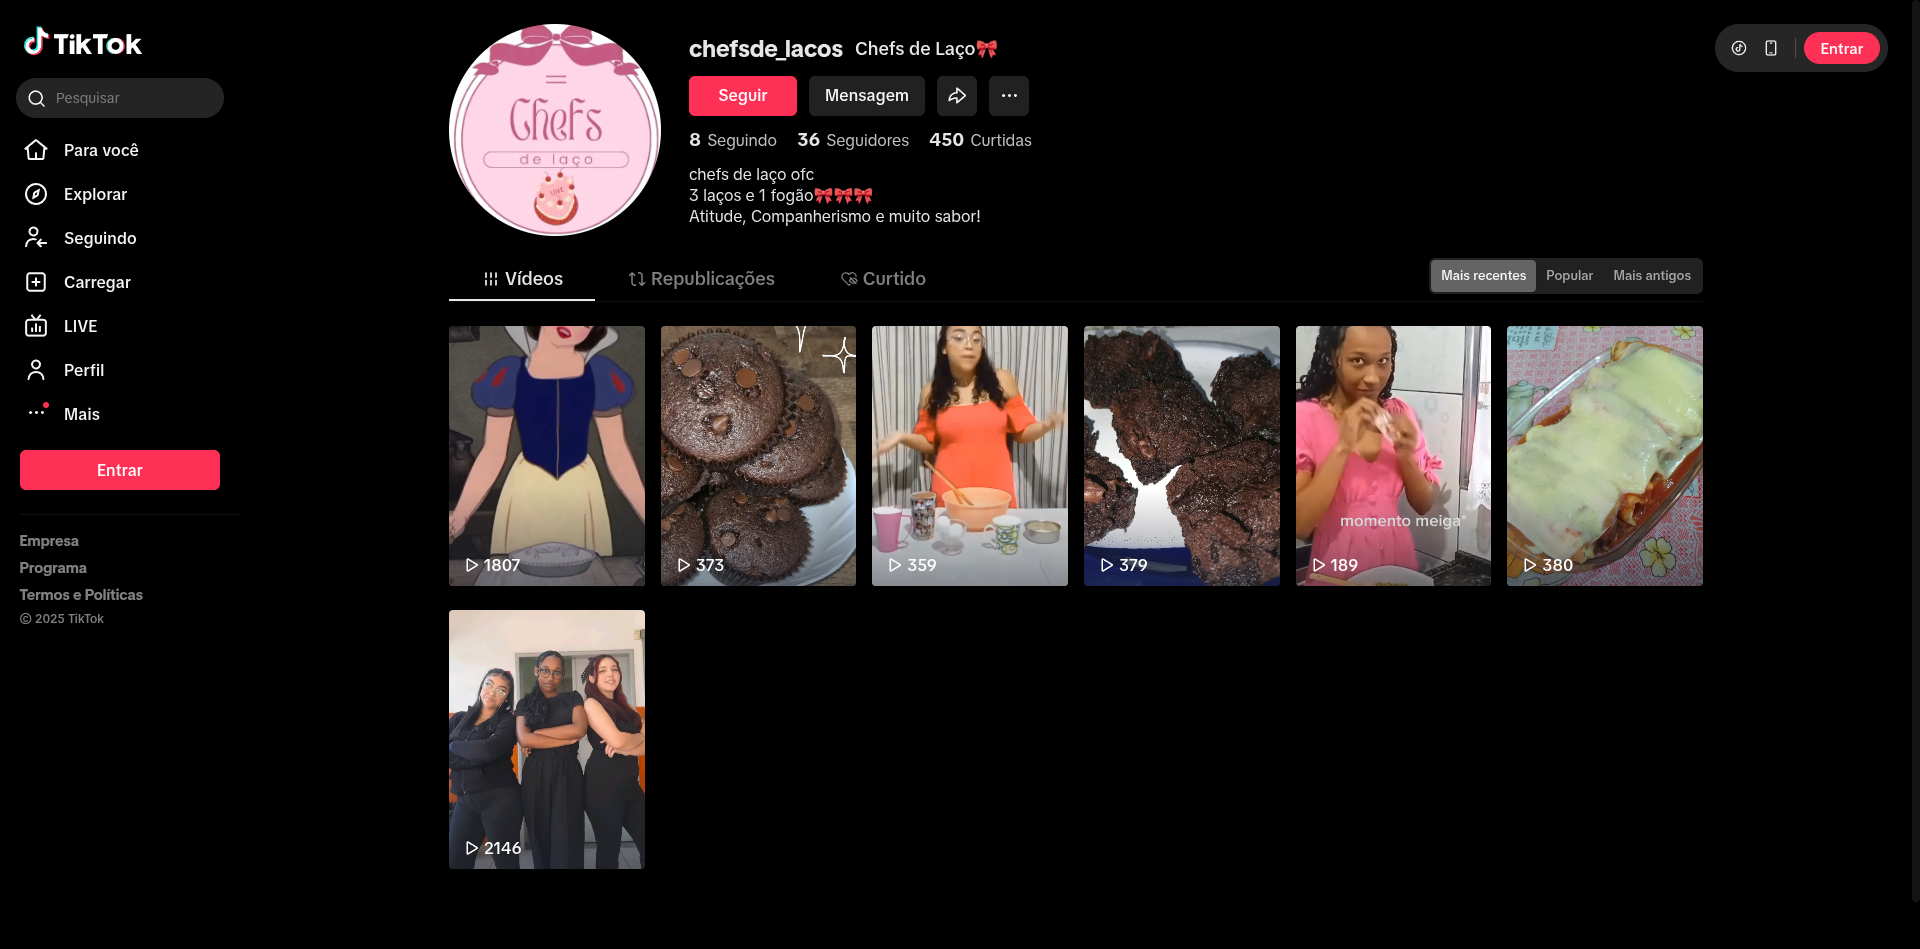 TikTok
Pesquisar
Para você
Explorar
Seguindo
Carregar
LIVE
Perfil
Mais
Entrar
Empresa
Programa
Termos e Políticas
© 2025 TikTok
Chefs
de laço
LOVE
chefsde_lacos Chefs de Laço🎀
Seguir Mensagem
8 Seguindo 36 Seguidores 450 Curtidas
chefs de laço ofc
3 laços e 1 fogão🎀🎀🎀
Atitude, Companherismo e muito sabor!
Entrar
Vídeos Republicações Curtido
Mais recentes Popular Mais antigos
1807
373
359
379
momento meiga*
189
380
2146